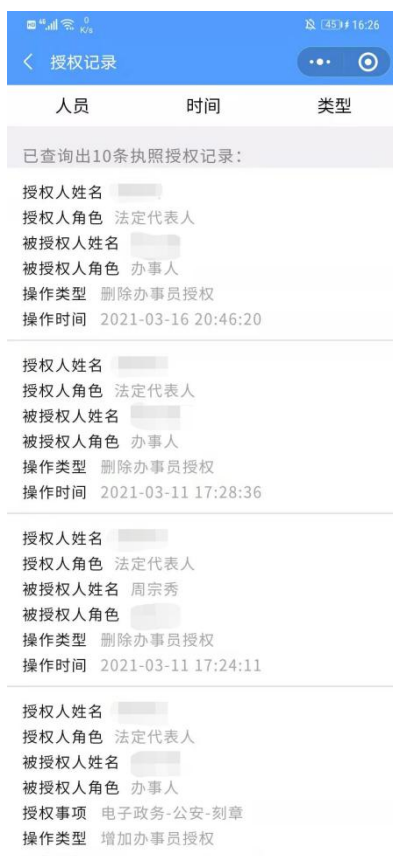 HD 4G 0 K/s 45 16:26
授权记录
人员 时间 类型
已查询出10条执照授权记录：
授权人姓名
授权人角色 法定代表人
被授权人姓名
被授权人角色 办事人
操作类型 删除办事员授权
操作时间 2021-03-16 20:46:20
授权人姓名
授权人角色 法定代表人
被授权人姓名
被授权人角色 办事人
操作类型 删除办事员授权
操作时间 2021-03-11 17:28:36
授权人姓名
授权人角色 法定代表人
被授权人姓名 周宗秀
被授权人角色
操作类型 删除办事员授权
操作时间 2021-03-11 17:24:11
授权人姓名
授权人角色 法定代表人
被授权人姓名
被授权人角色 办事人
授权事项 电子政务-公安-刻章
操作类型 增加办事员授权